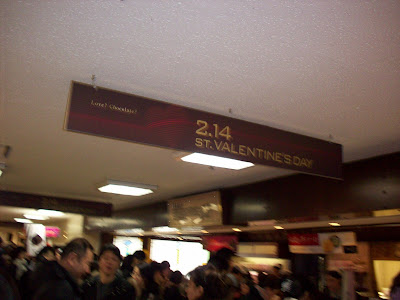 Love? Chocolate?
2.14
ST. VALENTINE'S DAY